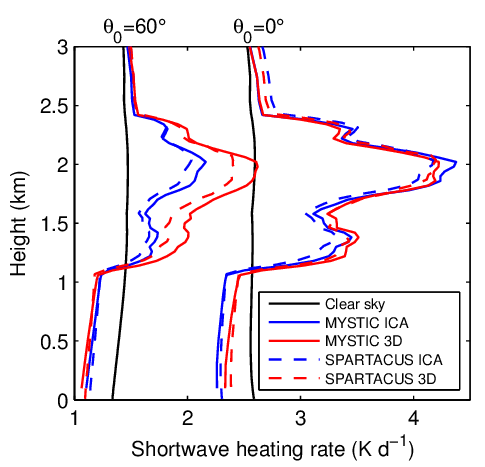 θ₀=60° θ₀=0°
3
2.5
2
1.5
1
0.5
0
Height (km)
Clear sky
MYSTIC ICA
MYSTIC 3D
SPARTACUS ICA
SPARTACUS 3D
1 2 3 4
Shortwave heating rate (K d⁻¹)